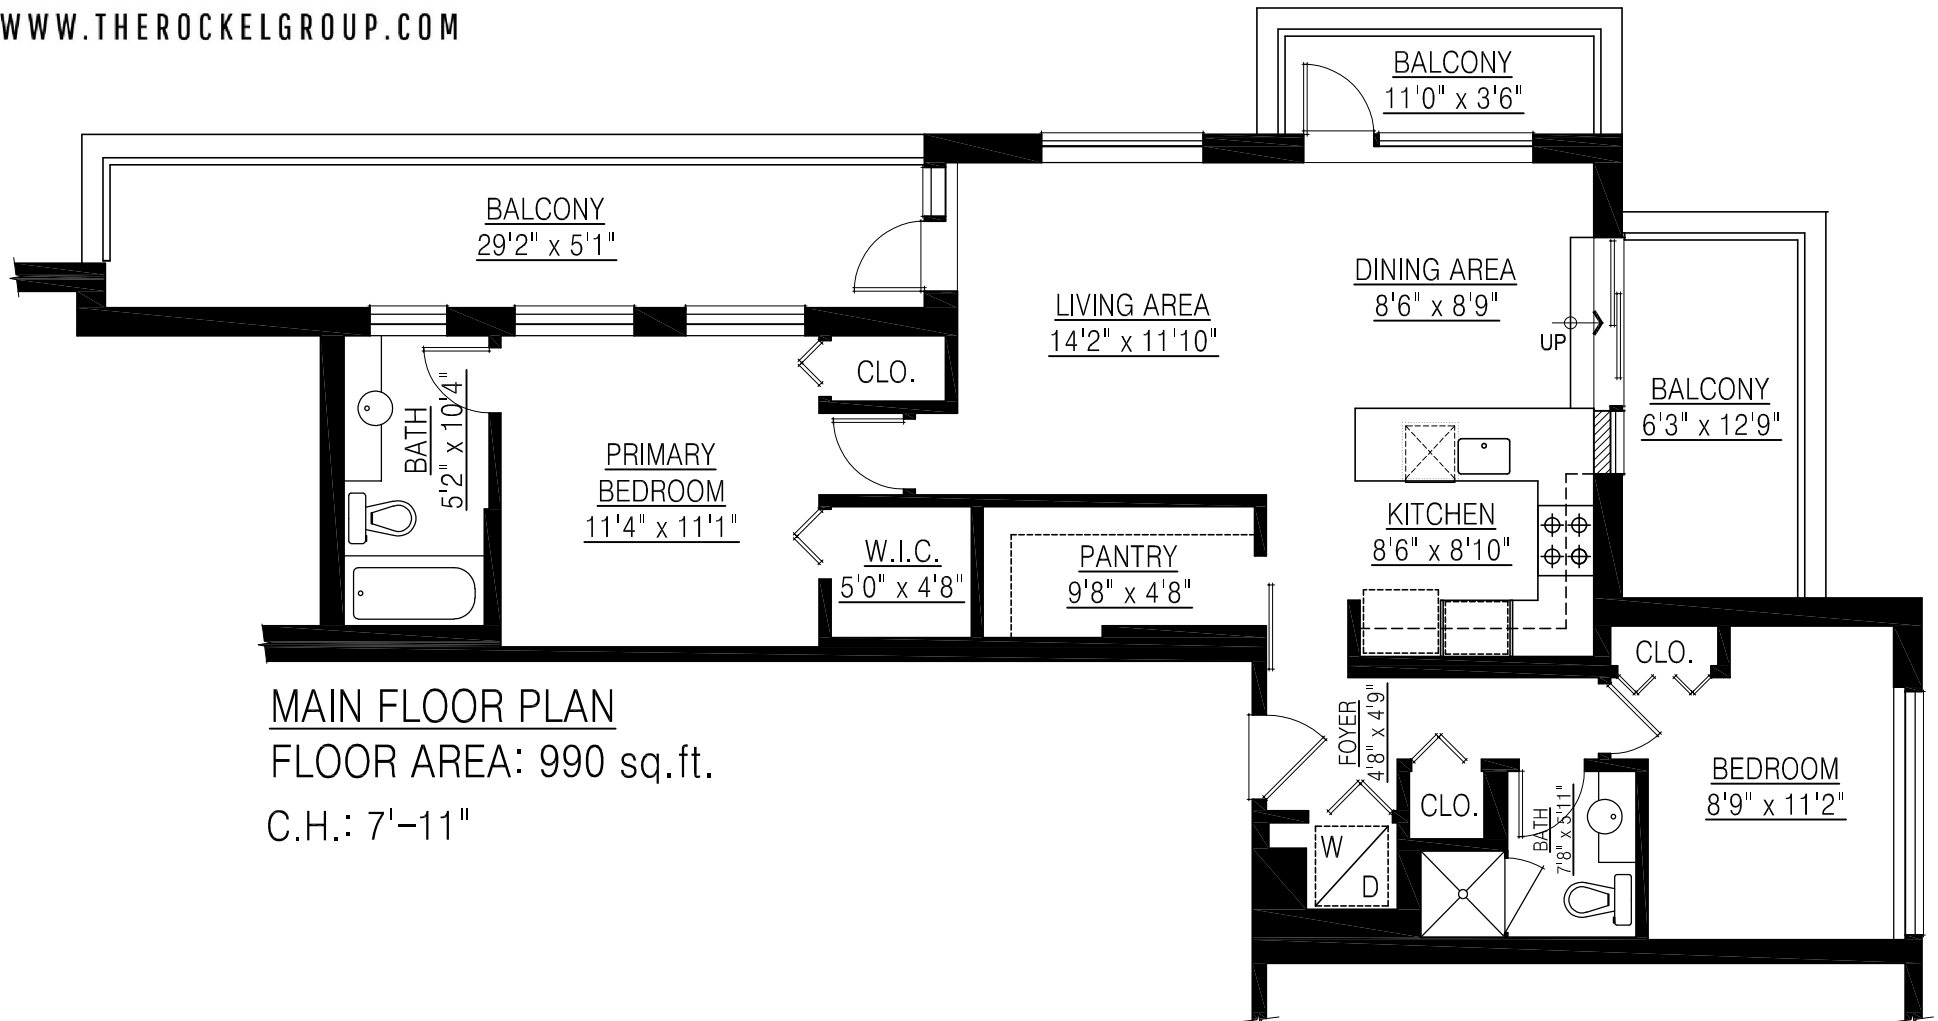 WWW.THEROCKELGROUP.COM
BALCONY
11'0" x 3'6"
BALCONY
29'2" x 5'1"
DINING AREA
8'6" x 8'9"
LIVING AREA
14'2" x 11'10"
UP
CLO.
BALCONY
6'3" x 12'9"
BATH
5'2" x 10'4"
PRIMARY
BEDROOM
11'4" x 11'1"
KITCHEN
8'6" x 8'10"
W.I.C.
5'0" x 4'8"
PANTRY
9'8" x 4'8"
CLO.
MAIN FLOOR PLAN
FLOOR AREA: 990 sq.ft.
C.H.: 7'-11"
FOYER
4'8" x 4'9"
BEDROOM
8'9" x 11'2"
CLO.
BATH
7'8" x 5'11"
W
D